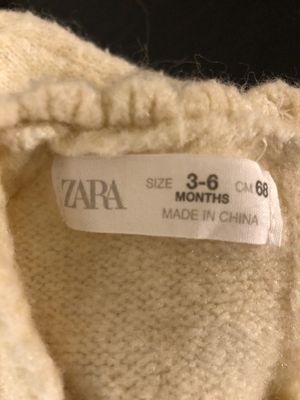 ZARA
SIZE 3-6 CM 68
MONTHS
MADE IN CHINA